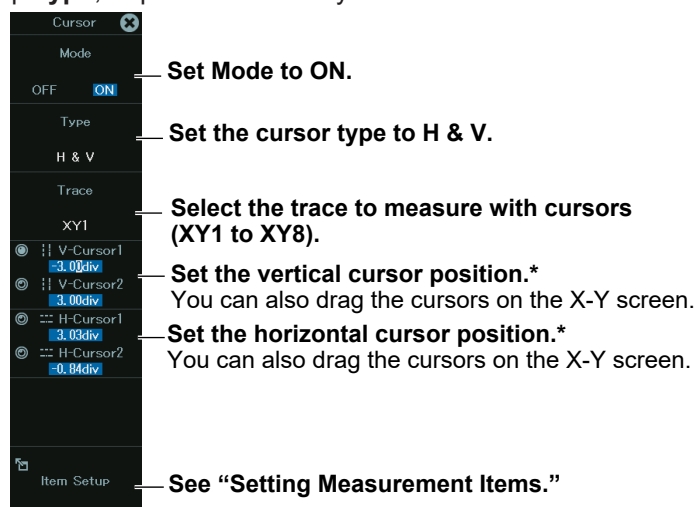 Cursor
Mode
OFF ON
Set Mode to ON.
Type
H & V
Set the cursor type to H & V.
Trace
XY1
Select the trace to measure with cursors
(XY1 to XY8).
V-Cursor1
-3.00div
V-Cursor2
3.00div
Set the vertical cursor position.*
You can also drag the cursors on the X-Y screen.
H-Cursor1
3.03div
H-Cursor2
-0.84div
Set the horizontal cursor position.*
You can also drag the cursors on the X-Y screen.
Item Setup
See “Setting Measurement Items.”